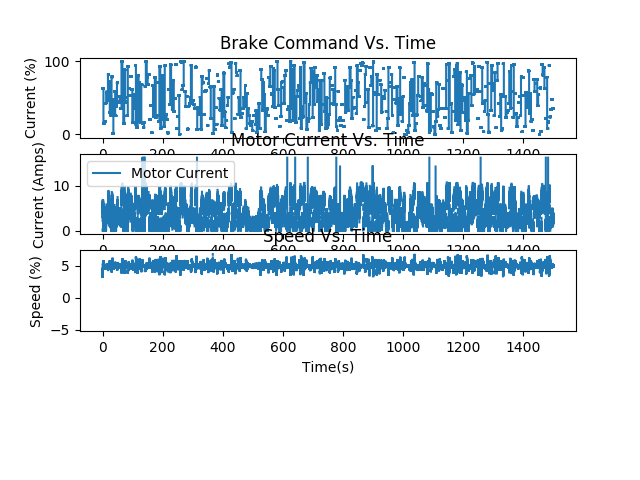 Brake Command Vs. Time
Current (%)
100
0
0 200 400 600 800 1000 1200 1400
Motor Current Vs. Time
Current (Amps)
Motor Current
10
0
0 200 400 600 800 1000 1200 1400
Speed Vs. Time
Speed (%)
5
0
−5
0 200 400 600 800 1000 1200 1400
Time(s)